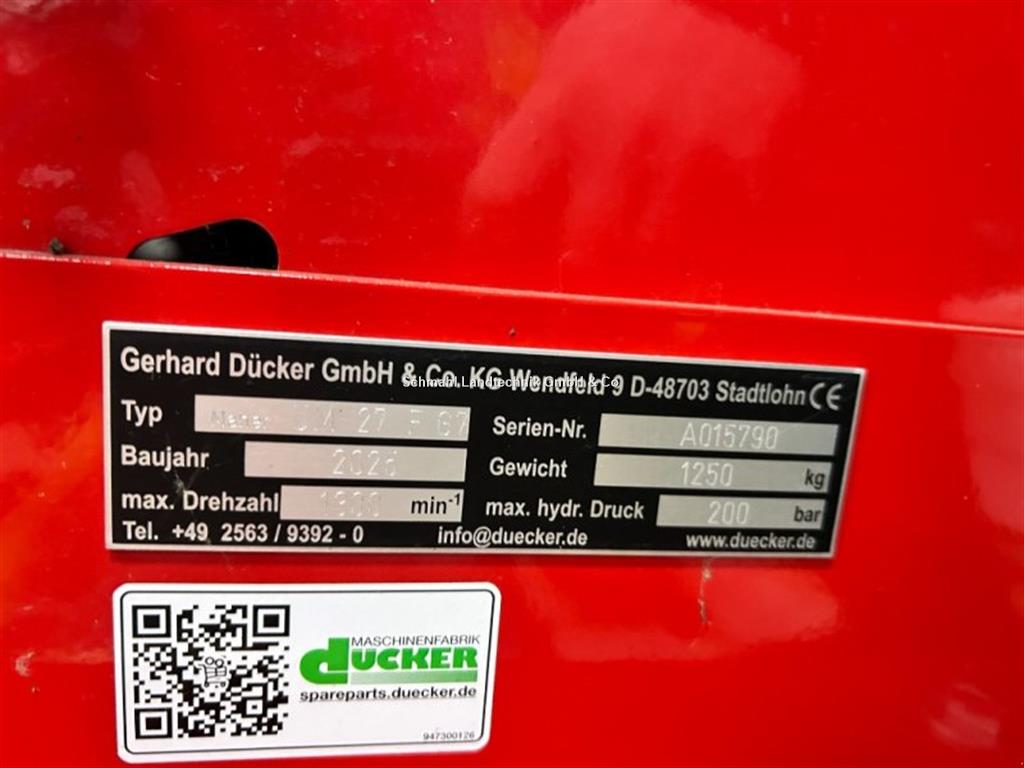 Gerhard Dücker GmbH & Co. KG Wendfeld 9 D-48703 Stadtlohn CE
Schmahl Landtechnik GmbH & Co
Typ 27 F 67
Serien-Nr. A015790
Baujahr
Gewicht 1250 kg
max. Drehzahl min-1
max. hydr. Druck 200 bar
Tel. +49 2563 / 9392 - 0 info@duecker.de www.duecker.de
MASCHINENFABRIK
DÜCKER
spareparts.duecker.de
947300126